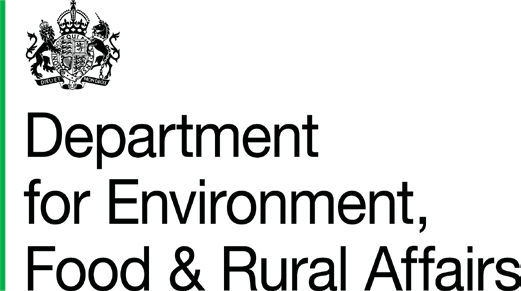 Department
for Environment,
Food & Rural Affairs